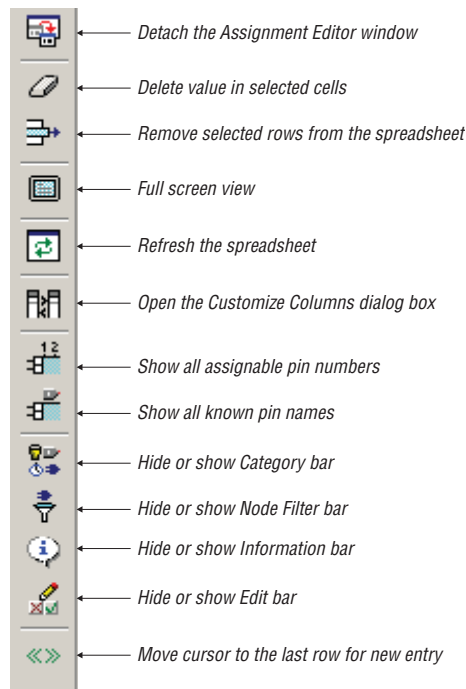 Detach the Assignment Editor window
Delete value in selected cells
Remove selected rows from the spreadsheet
Full screen view
Refresh the spreadsheet
Open the Customize Columns dialog box
1 2
Show all assignable pin numbers
Show all known pin names
Hide or show Category bar
Hide or show Node Filter bar
i
Hide or show Information bar
Hide or show Edit bar
Move cursor to the last row for new entry